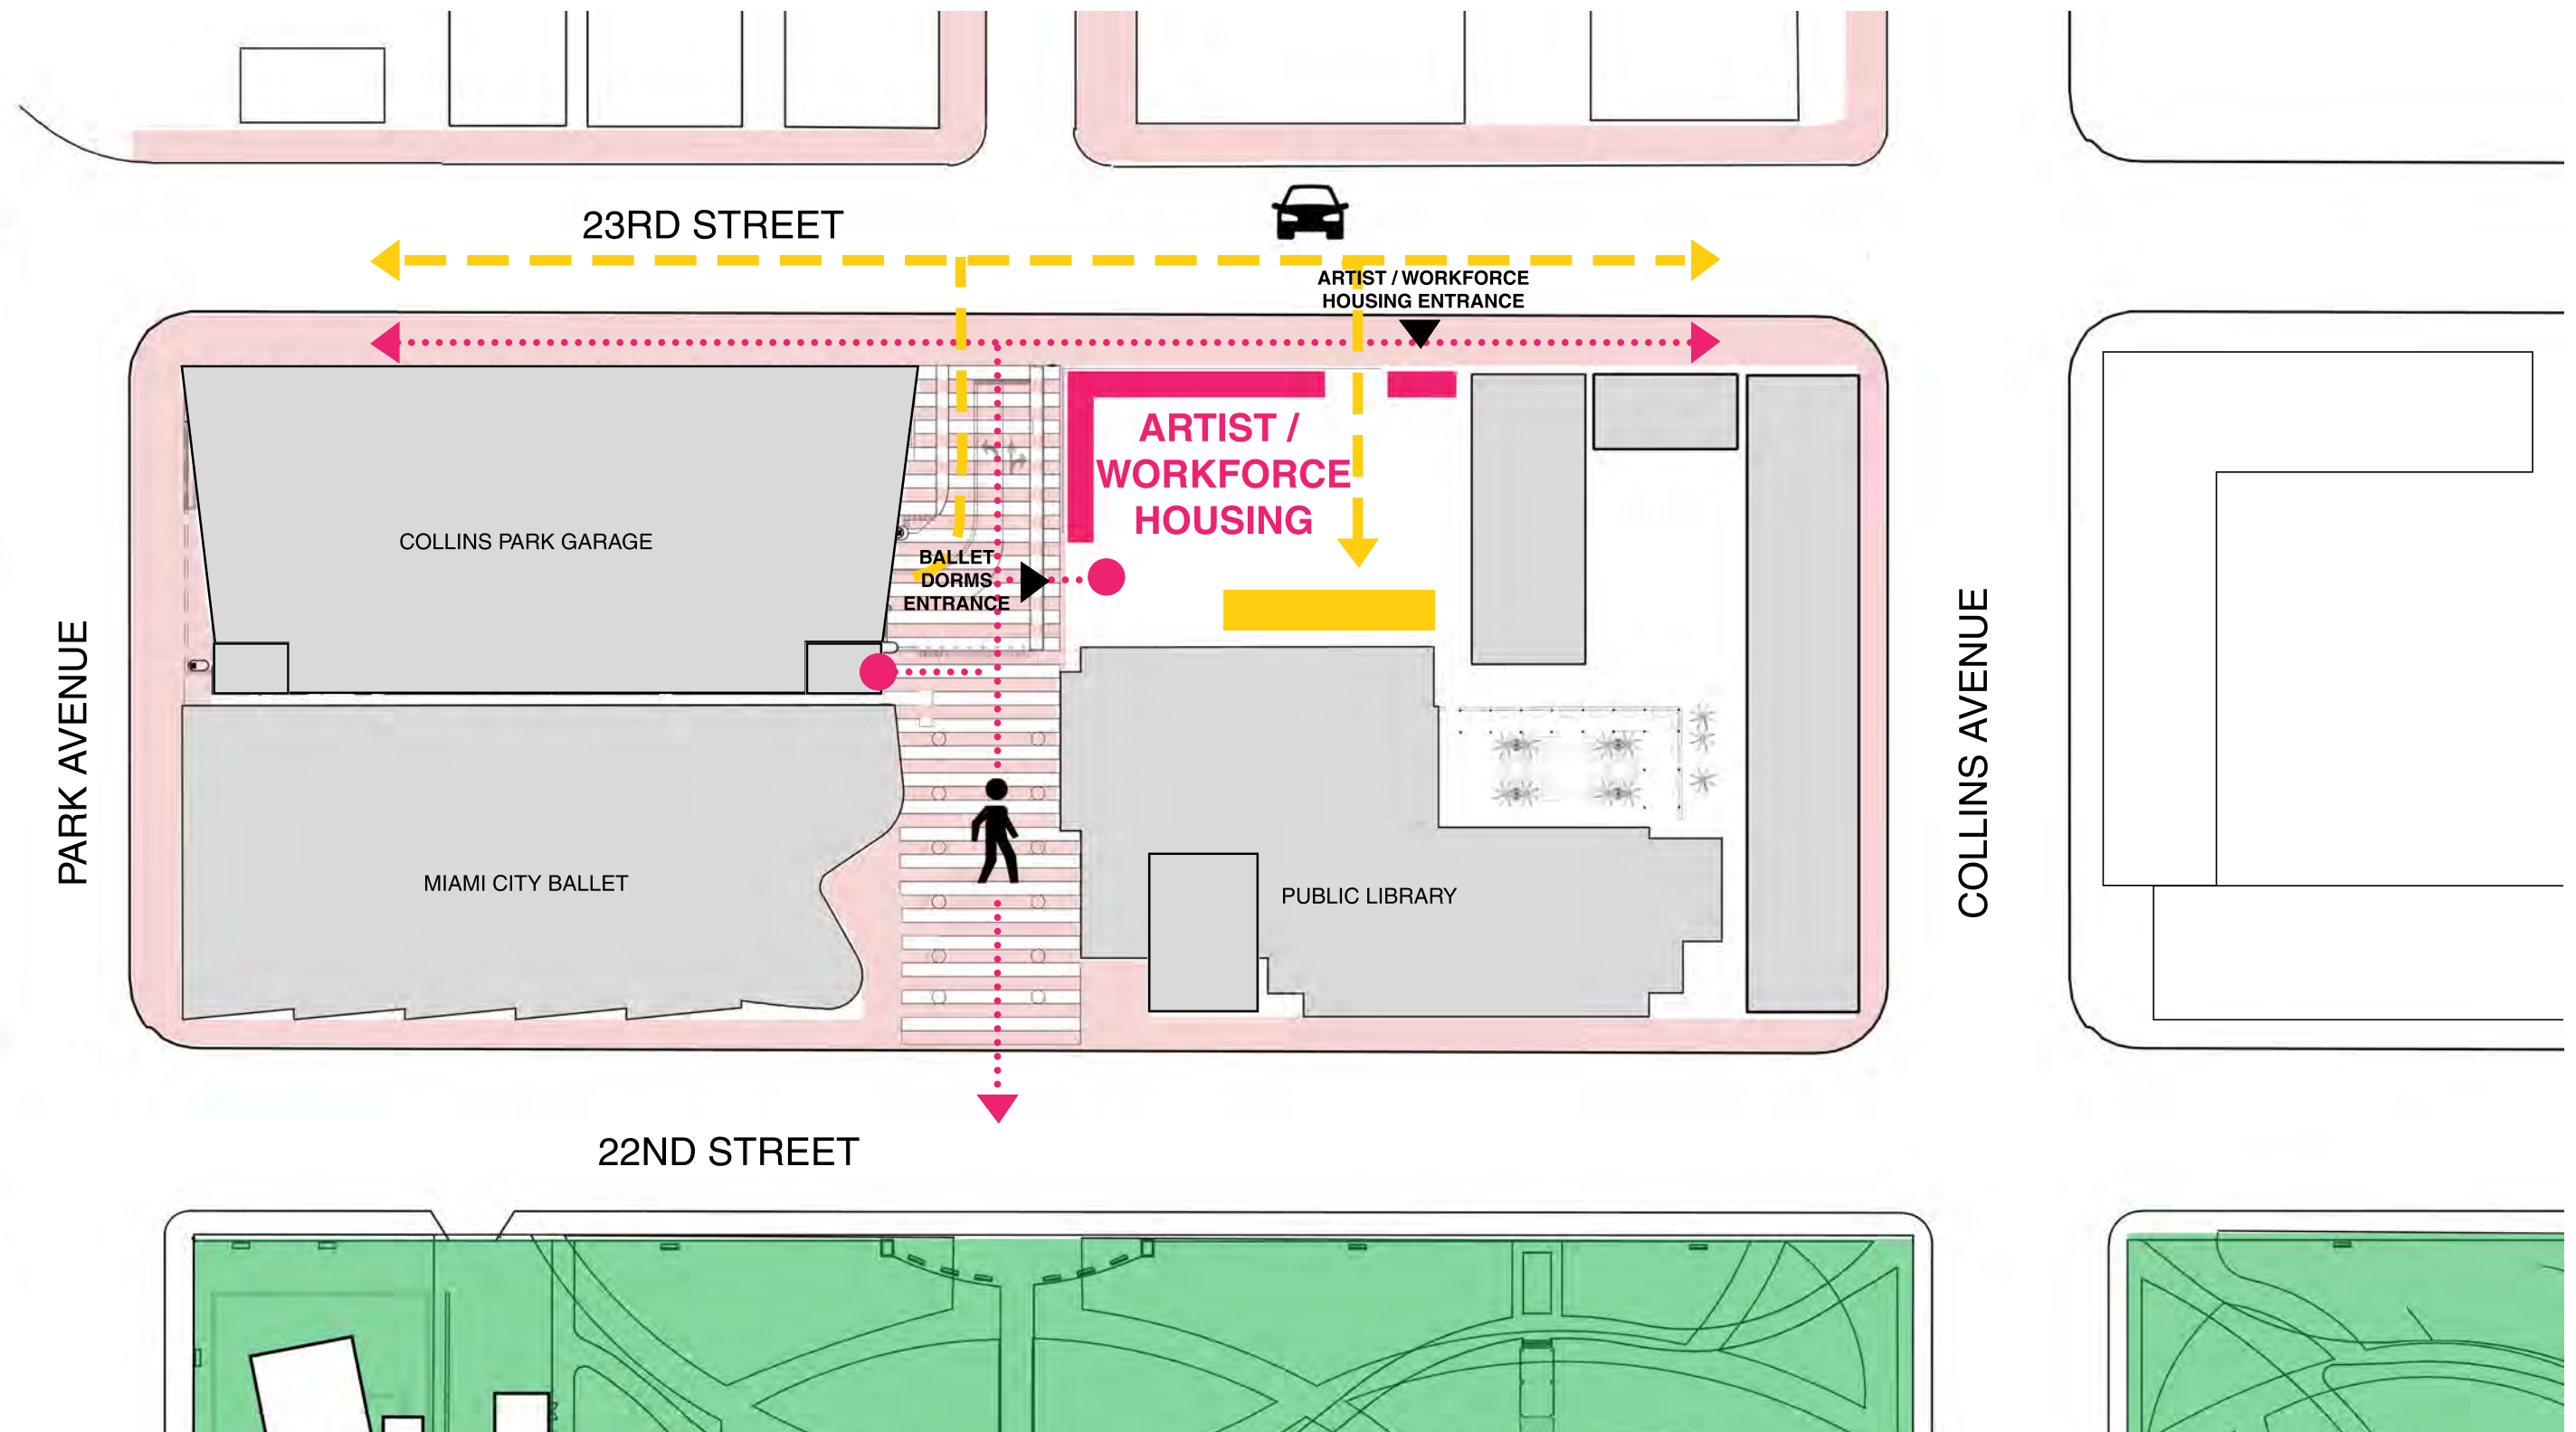 23RD STREET
ARTIST / WORKFORCE
HOUSING ENTRANCE
ARTIST /
WORKFORCE
HOUSING
COLLINS PARK GARAGE
BALLET
DORMS
ENTRANCE
PARK AVENUE
COLLINS AVENUE
MIAMI CITY BALLET
PUBLIC LIBRARY
22ND STREET